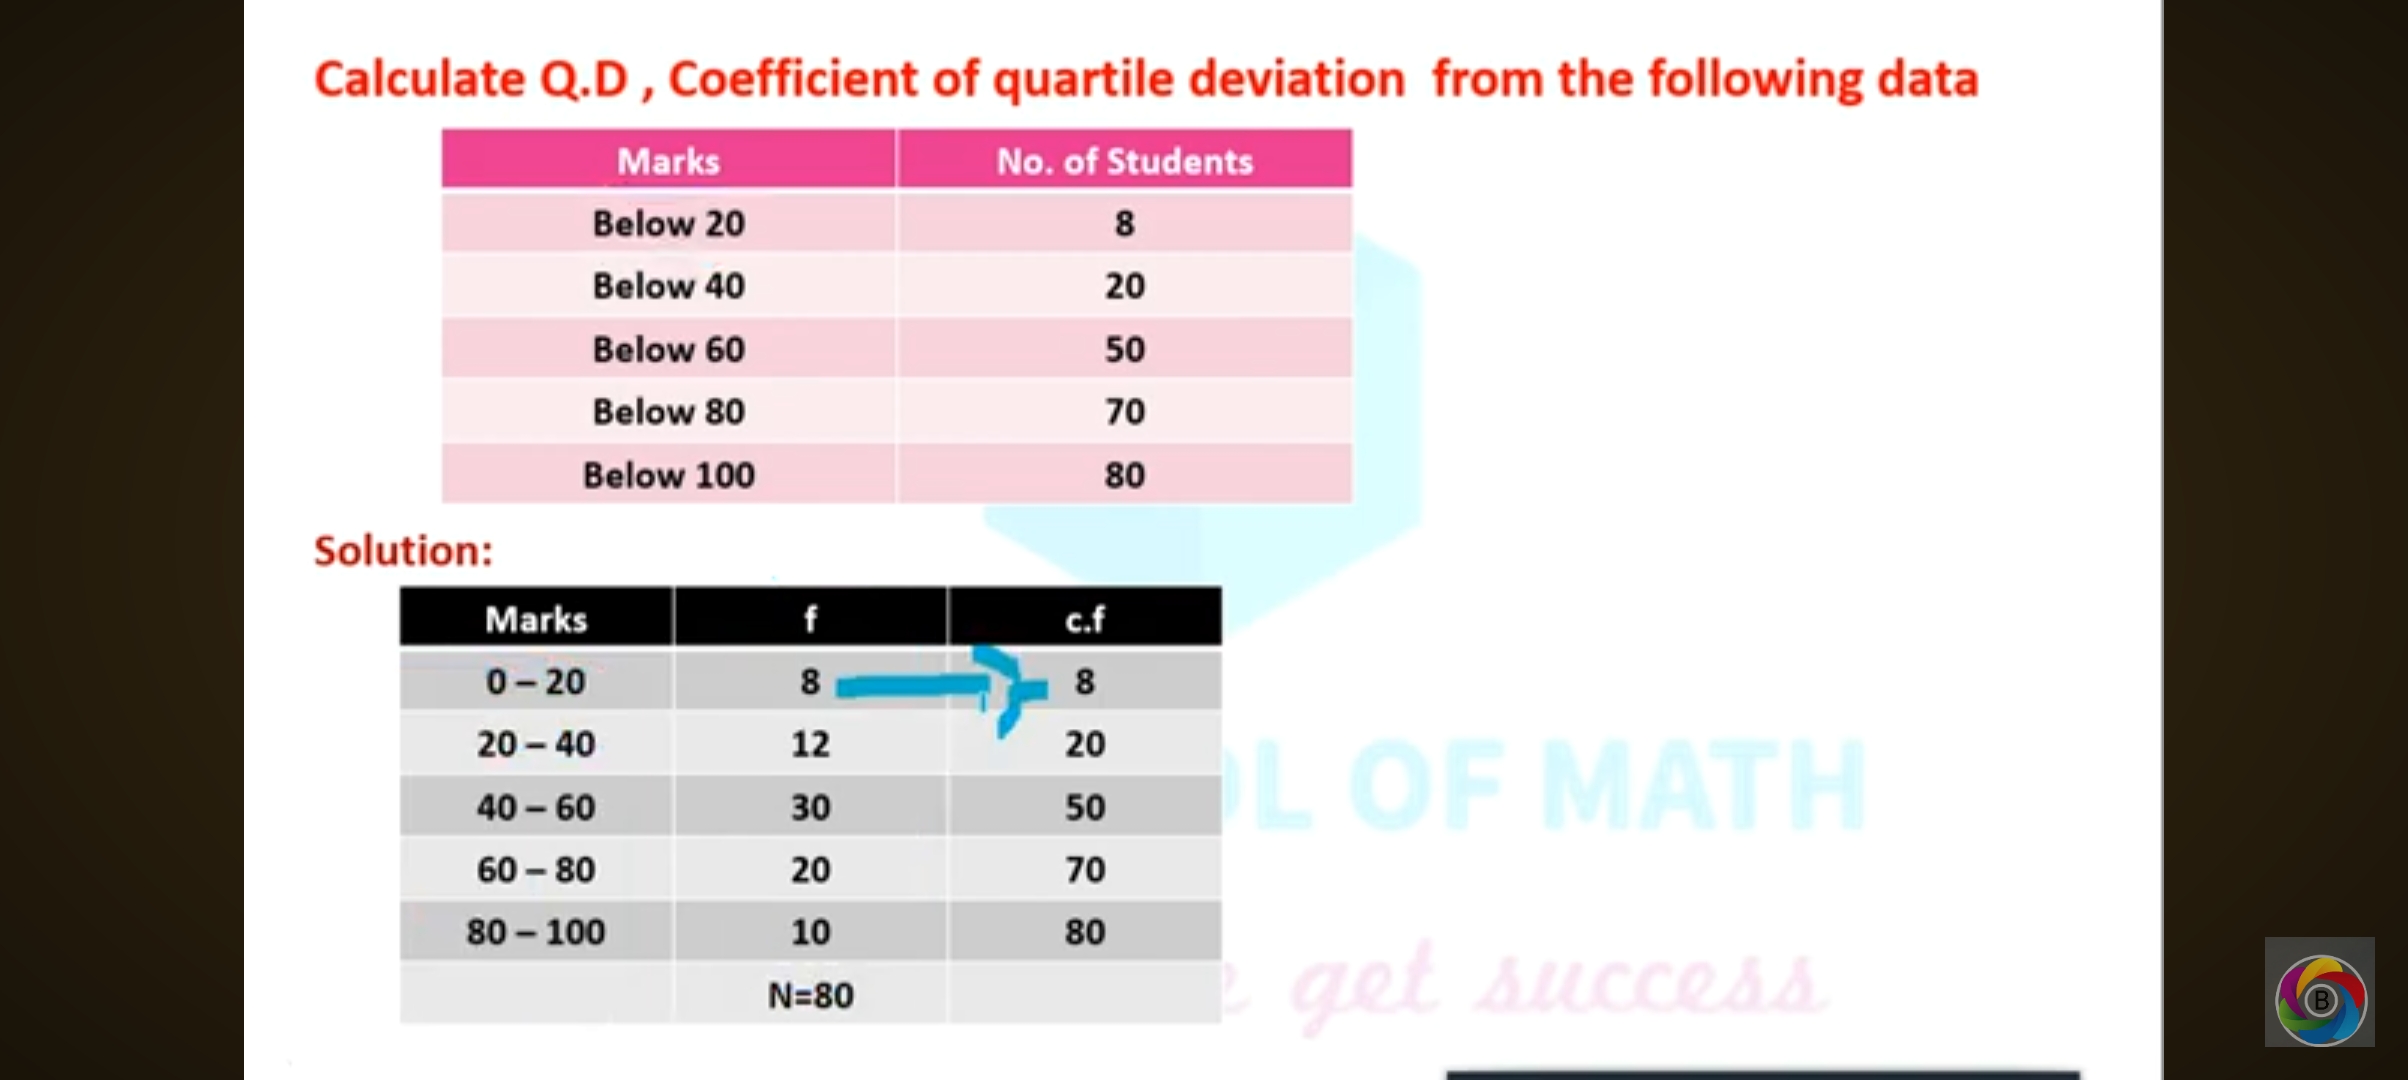 Calculate Q.D , Coefficient of quartile deviation from the following data
Marks No. of Students
Below 20 8
Below 40 20
Below 60 50
Below 80 70
Below 100 80
Solution:
Marks f c.f
0 – 20 8 8
20 – 40 12 20
40 – 60 30 50
60 – 80 20 70
80 – 100 10 80
N=80
OF MATH
get success
B